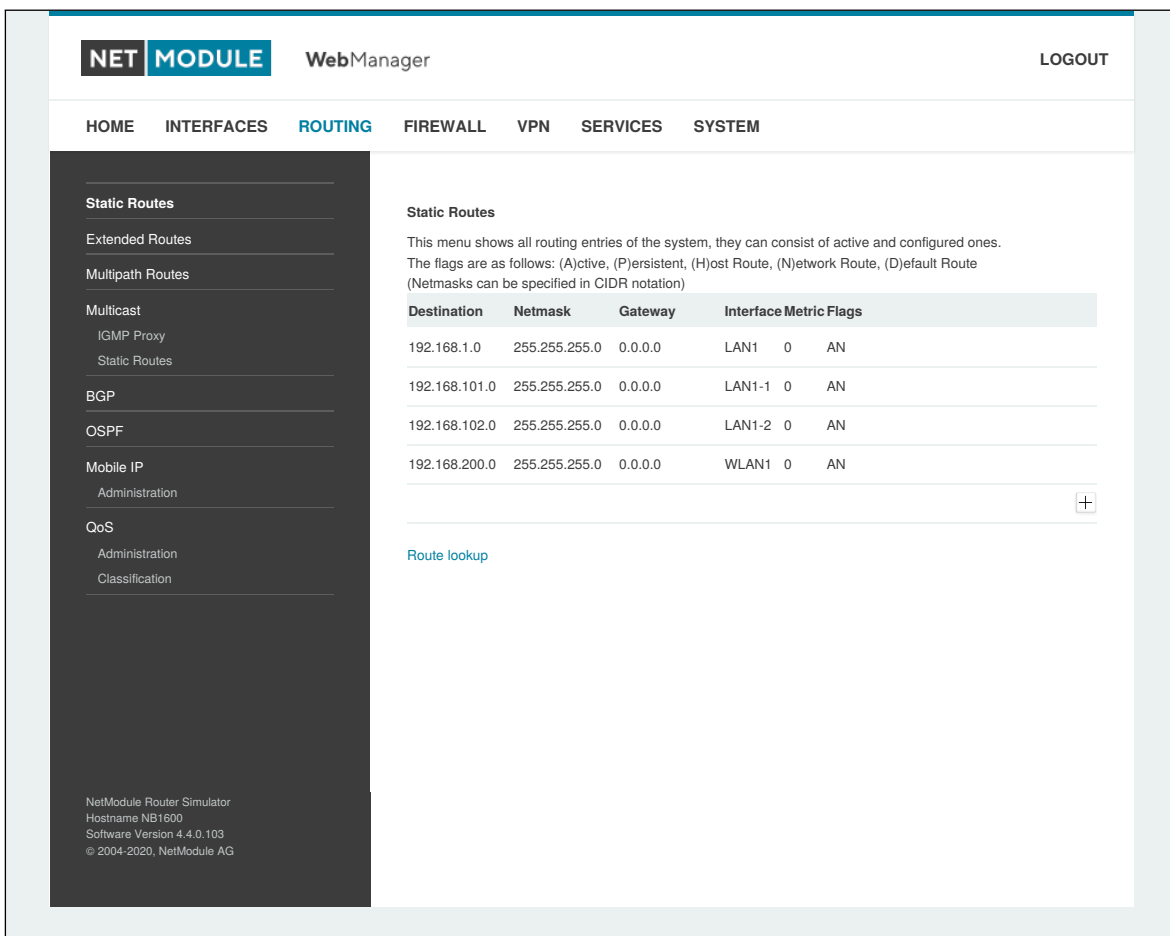 NET MODULE WebManager LOGOUT
HOME INTERFACES ROUTING FIREWALL VPN SERVICES SYSTEM
Static Routes
Extended Routes
Multipath Routes
Multicast
IGMP Proxy
Static Routes
BGP
OSPF
Mobile IP
Administration
QoS
Administration
Classification
NetModule Router Simulator
Hostname NB1600
Software Version 4.4.0.103
© 2004-2020, NetModule AG
Static Routes
This menu shows all routing entries of the system, they can consist of active and configured ones.
The flags are as follows: (A)ctive, (P)ersistent, (H)ost Route, (N)etwork Route, (D)efault Route
(Netmasks can be specified in CIDR notation)
Destination Netmask Gateway Interface Metric Flags
192.168.1.0 255.255.255.0 0.0.0.0 LAN1 0 AN
192.168.101.0 255.255.255.0 0.0.0.0 LAN1-1 0 AN
192.168.102.0 255.255.255.0 0.0.0.0 LAN1-2 0 AN
192.168.200.0 255.255.255.0 0.0.0.0 WLAN1 0 AN
Route lookup